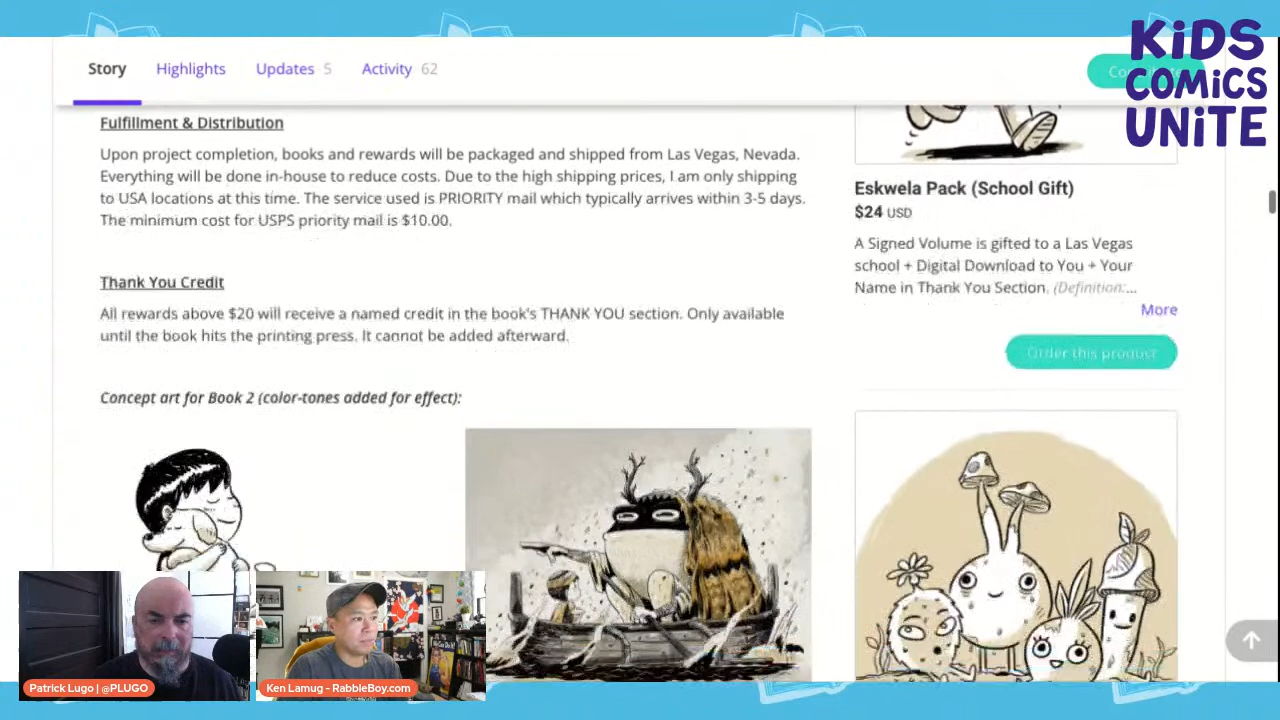 KiDS
COMiCS
UNiTE
Story
Highlights
Updates 5
Activity 62
Fulfillment & Distribution
Upon project completion, books and rewards will be packaged and shipped from Las Vegas, Nevada.
Everything will be done in-house to reduce costs. Due to the high shipping prices, I am only shipping
to USA locations at this time. The service used is PRIORITY mail which typically arrives within 3-5 days.
The minimum cost for USPS priority mail is $10.00.
Thank You Credit
All rewards above $20 will receive a named credit in the book's THANK YOU section. Only available
until the book hits the printing press. It cannot be added afterward.
Concept art for Book 2 (color-tones added for effect):
Eskwela Pack (School Gift)
$24 USD
A Signed Volume is gifted to a Las Vegas
school + Digital Download to You + Your
Name in Thank You Section. (Definition:...
More
Order this product
Patrick Lugo | @PLUGO
Ken Lamug - RabbleBoy.com